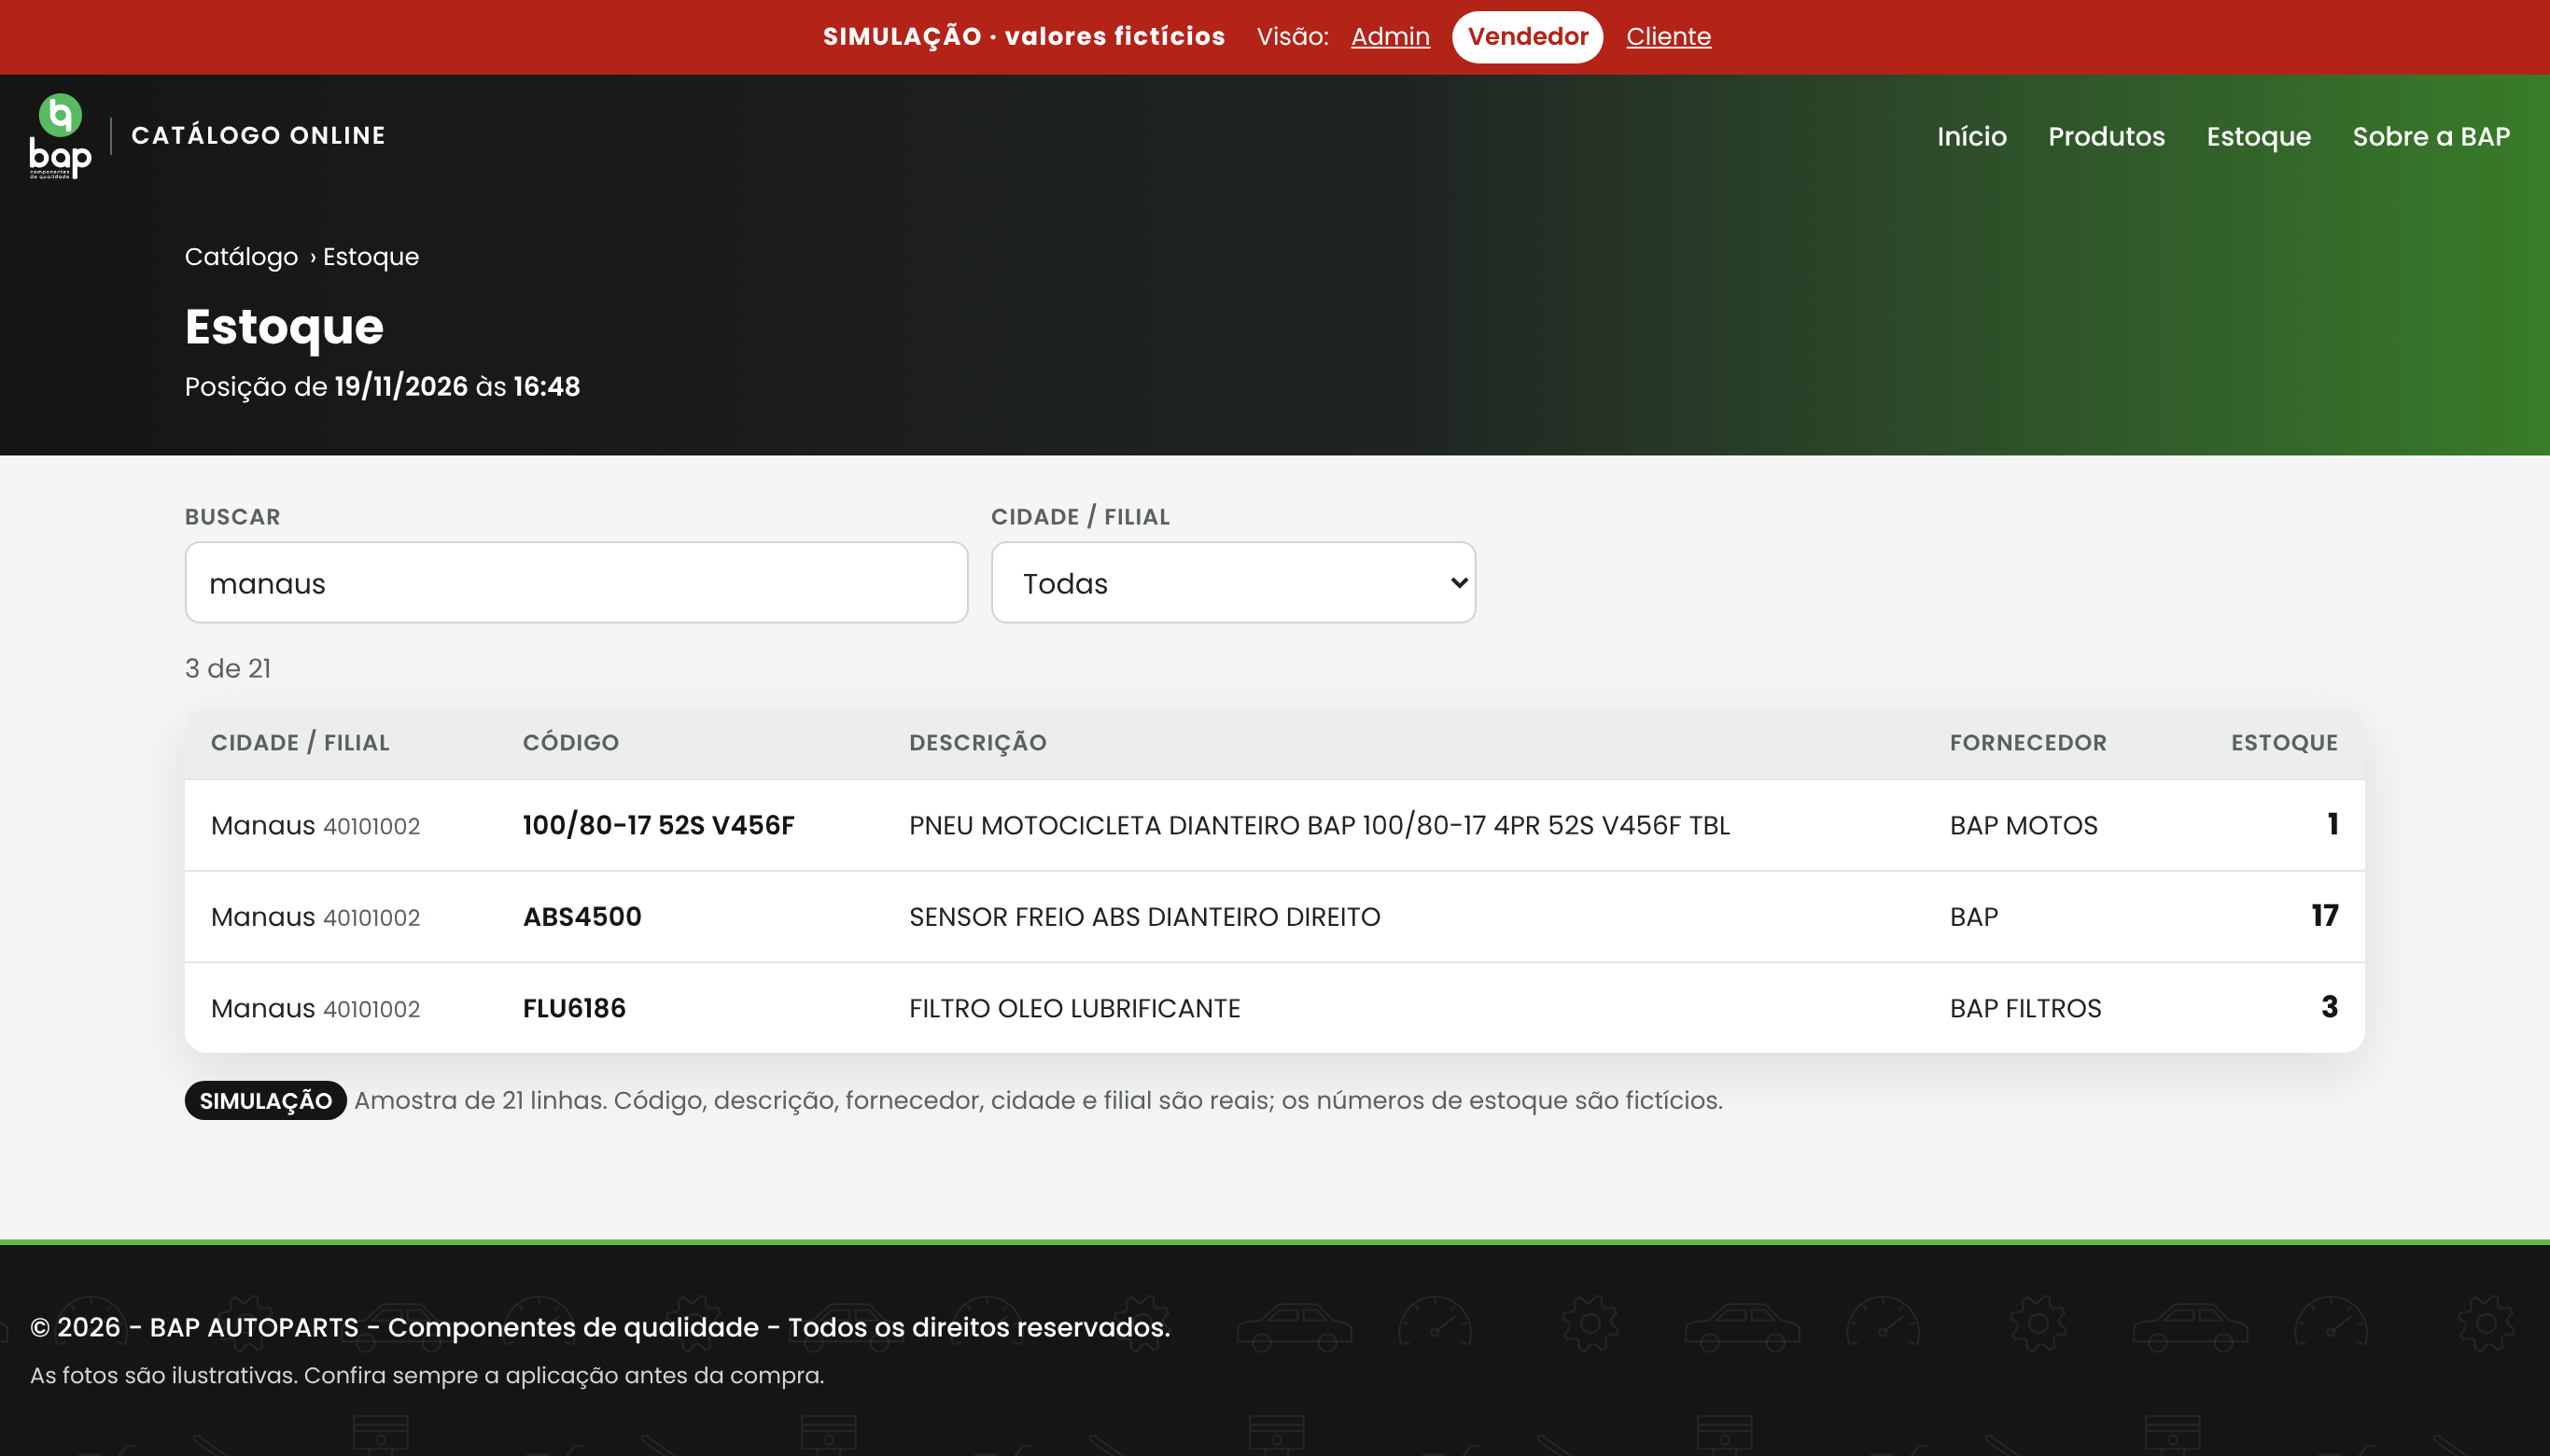 SIMULAÇÃO · valores fictícios Visão: Admin Vendedor Cliente
bap
componentes de qualidade
CATÁLOGO ONLINE
Início Produtos Estoque Sobre a BAP
Catálogo › Estoque
Estoque
Posição de 19/11/2026 às 16:48
BUSCAR CIDADE / FILIAL
manaus Todas
3 de 21
CIDADE / FILIAL CÓDIGO DESCRIÇÃO FORNECEDOR ESTOQUE
Manaus 40101002 100/80-17 52S V456F PNEU MOTOCICLETA DIANTEIRO BAP 100/80-17 4PR 52S V456F TBL BAP MOTOS 1
Manaus 40101002 ABS4500 SENSOR FREIO ABS DIANTEIRO DIREITO BAP 17
Manaus 40101002 FLU6186 FILTRO OLEO LUBRIFICANTE BAP FILTROS 3
SIMULAÇÃO Amostra de 21 linhas. Código, descrição, fornecedor, cidade e filial são reais; os números de estoque são fictícios.
© 2026 - BAP AUTOPARTS - Componentes de qualidade - Todos os direitos reservados.
As fotos são ilustrativas. Confira sempre a aplicação antes da compra.